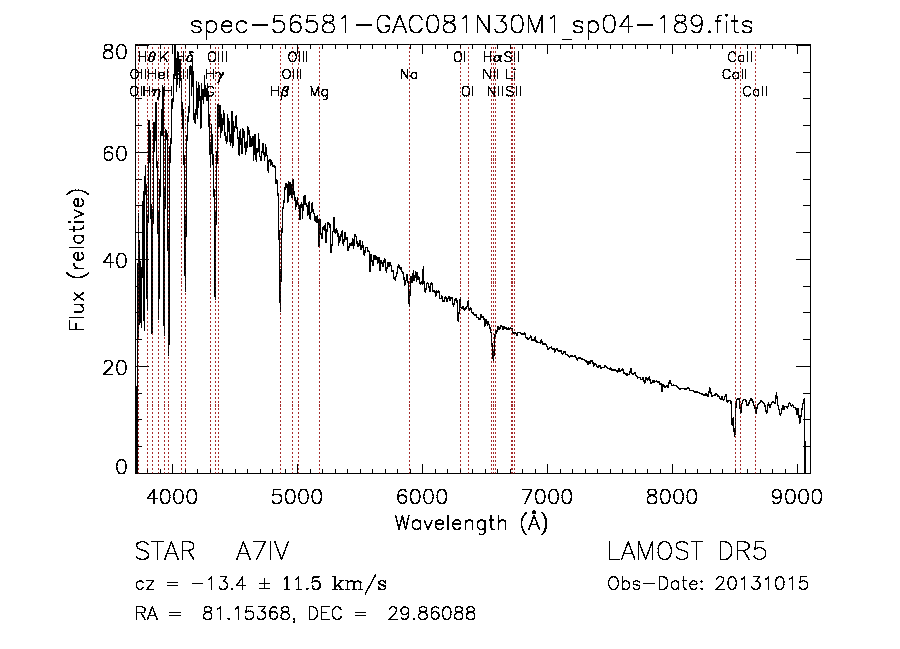 spec-56581-GAC081N30M1_sp04-189.fits
Hθ K Hδ OIII OIII OI Hα SII CaII
OII HeI SII Hγ OIII Na NII Li CaII
OII Hη H G Hβ Mg OI NII SII CaII
80
60
40
20
0
Flux (relative)
4000 5000 6000 7000 8000 9000
Wavelength (Å)
STAR A7IV LAMOST DR5
cz = −13.4 ± 11.5 km/s Obs-Date: 20131015
RA = 81.15368, DEC = 29.86088